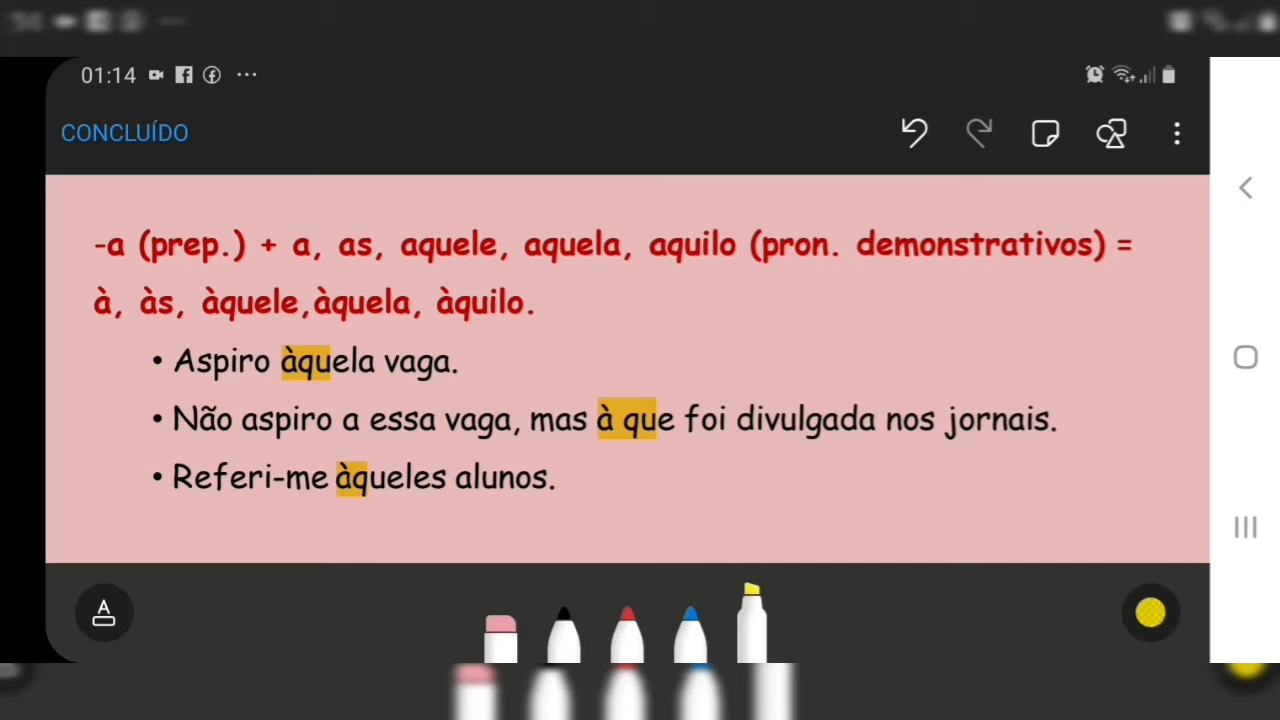 01:14
CONCLUÍDO
-a (prep.) + a, as, aquele, aquela, aquilo (pron. demonstrativos) =
à, às, àquele,àquela, àquilo.
• Aspiro àquela vaga.
• Não aspiro a essa vaga, mas à que foi divulgada nos jornais.
• Referi-me àqueles alunos.
A